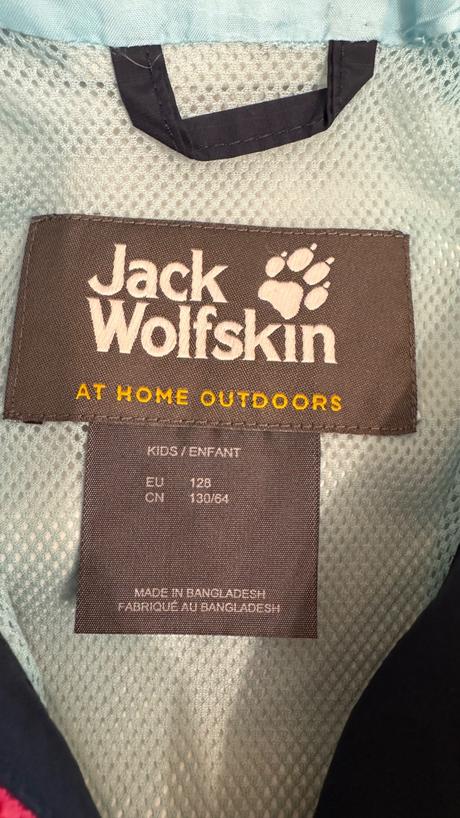 Jack
Wolfskin
AT HOME OUTDOORS
KIDS / ENFANT
EU 128
CN 130/64
MADE IN BANGLADESH
FABRIQUÉ AU BANGLADESH